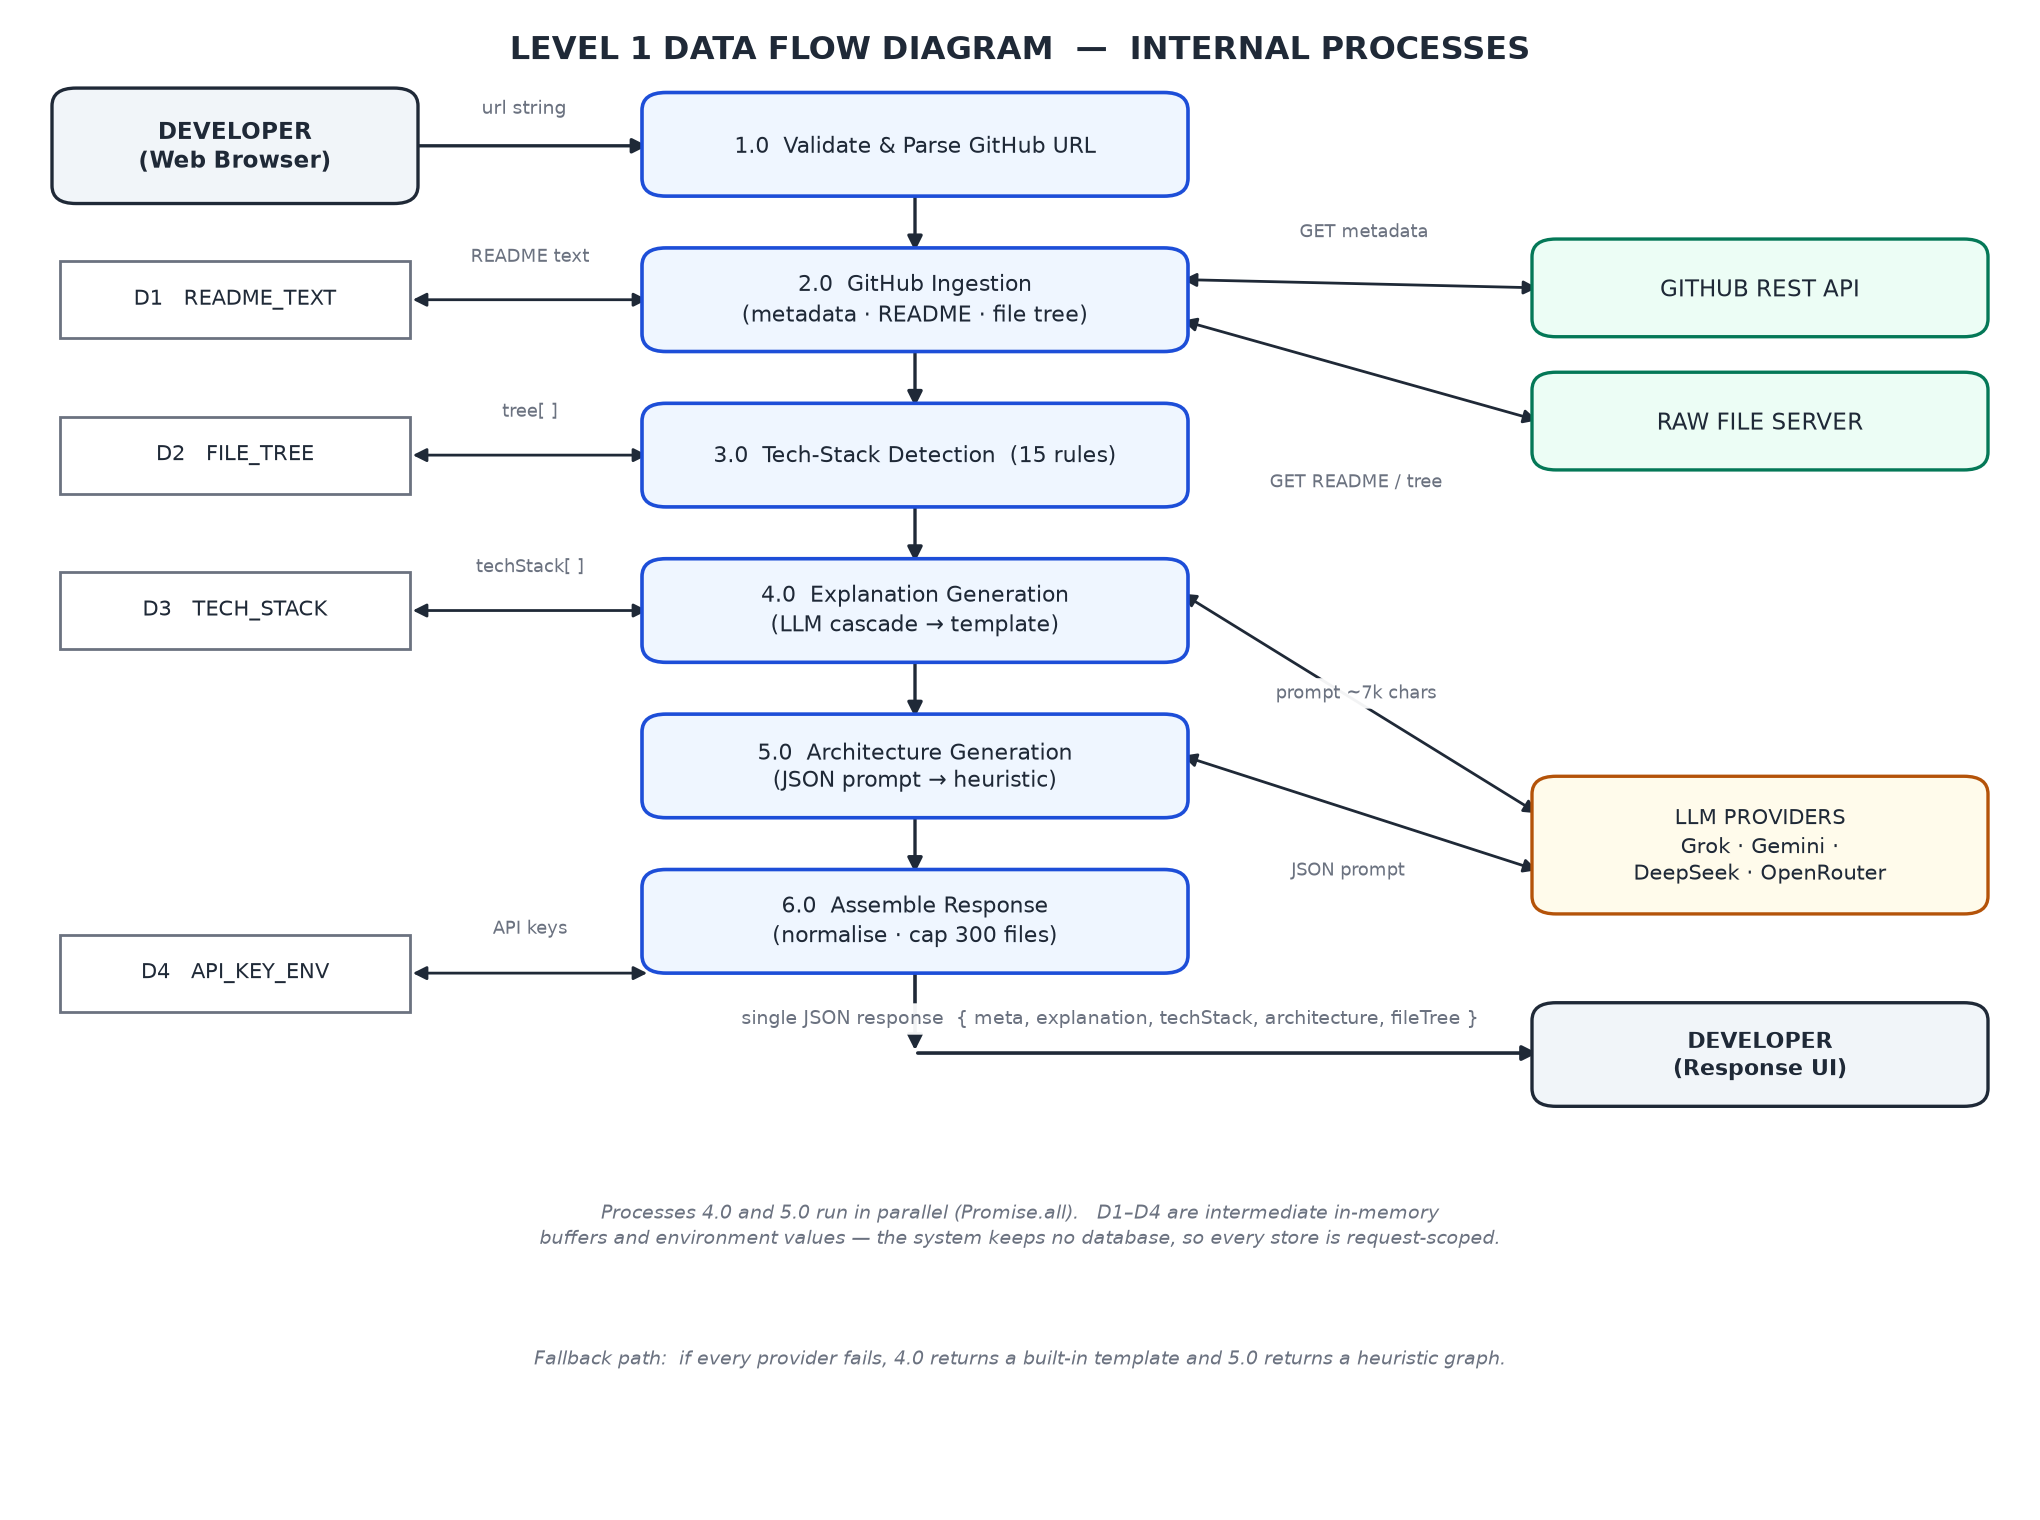 LEVEL 1 DATA FLOW DIAGRAM — INTERNAL PROCESSES
DEVELOPER
(Web Browser)
url string
1.0 Validate & Parse GitHub URL
D1 README_TEXT
README text
2.0 GitHub Ingestion
(metadata · README · file tree)
GET metadata
GITHUB REST API
RAW FILE SERVER
D2 FILE_TREE
tree[ ]
3.0 Tech-Stack Detection (15 rules)
GET README / tree
D3 TECH_STACK
techStack[ ]
4.0 Explanation Generation
(LLM cascade → template)
prompt ~7k chars
5.0 Architecture Generation
(JSON prompt → heuristic)
JSON prompt
LLM PROVIDERS
Grok · Gemini ·
DeepSeek · OpenRouter
D4 API_KEY_ENV
API keys
6.0 Assemble Response
(normalise · cap 300 files)
single JSON response { meta, explanation, techStack, architecture, fileTree }
DEVELOPER
(Response UI)
Processes 4.0 and 5.0 run in parallel (Promise.all). D1–D4 are intermediate in-memory
buffers and environment values — the system keeps no database, so every store is request-scoped.
Fallback path: if every provider fails, 4.0 returns a built-in template and 5.0 returns a heuristic graph.